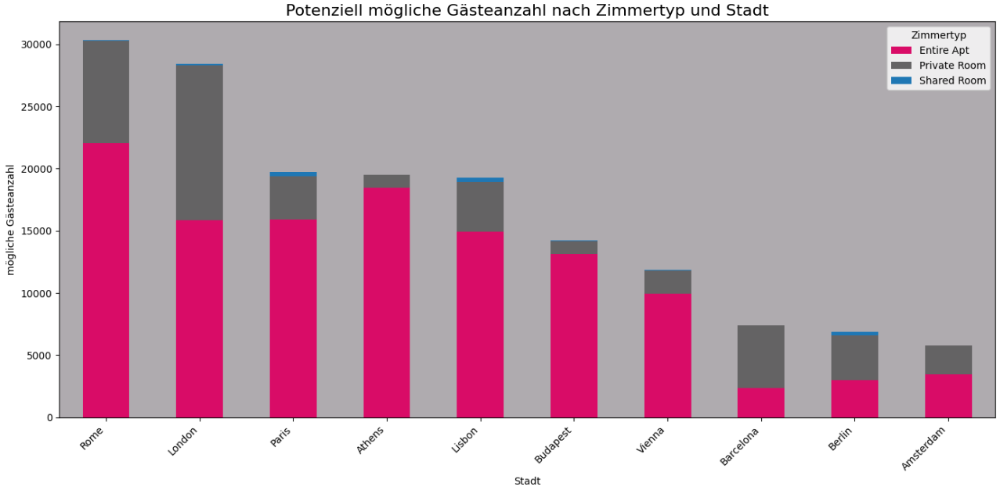 Potenziell mögliche Gästeanzahl nach Zimmertyp und Stadt
Zimmertyp
Entire Apt
Private Room
Shared Room
mögliche Gästeanzahl
30000
25000
20000
15000
10000
5000
0
Rome
London
Paris
Athens
Lisbon
Budapest
Vienna
Barcelona
Berlin
Amsterdam
Stadt